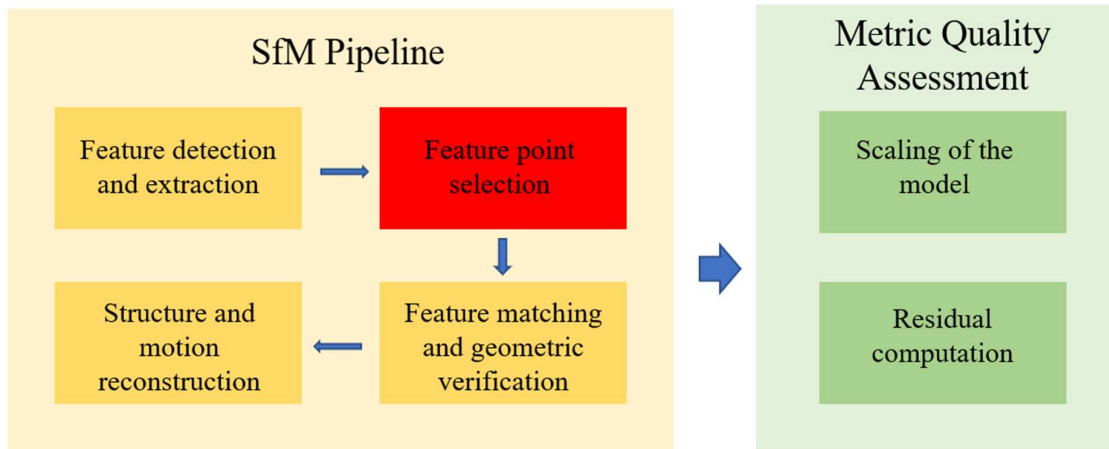 SfM Pipeline
Feature detection
and extraction
Feature point
selection
Structure and
motion
reconstruction
Feature matching
and geometric
verification
Metric Quality
Assessment
Scaling of the
model
Residual
computation